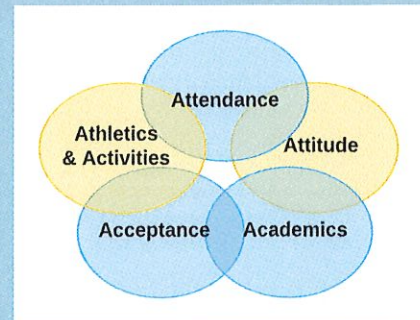 Attendance
Athletics
& Activities
Attitude
Acceptance
Academics